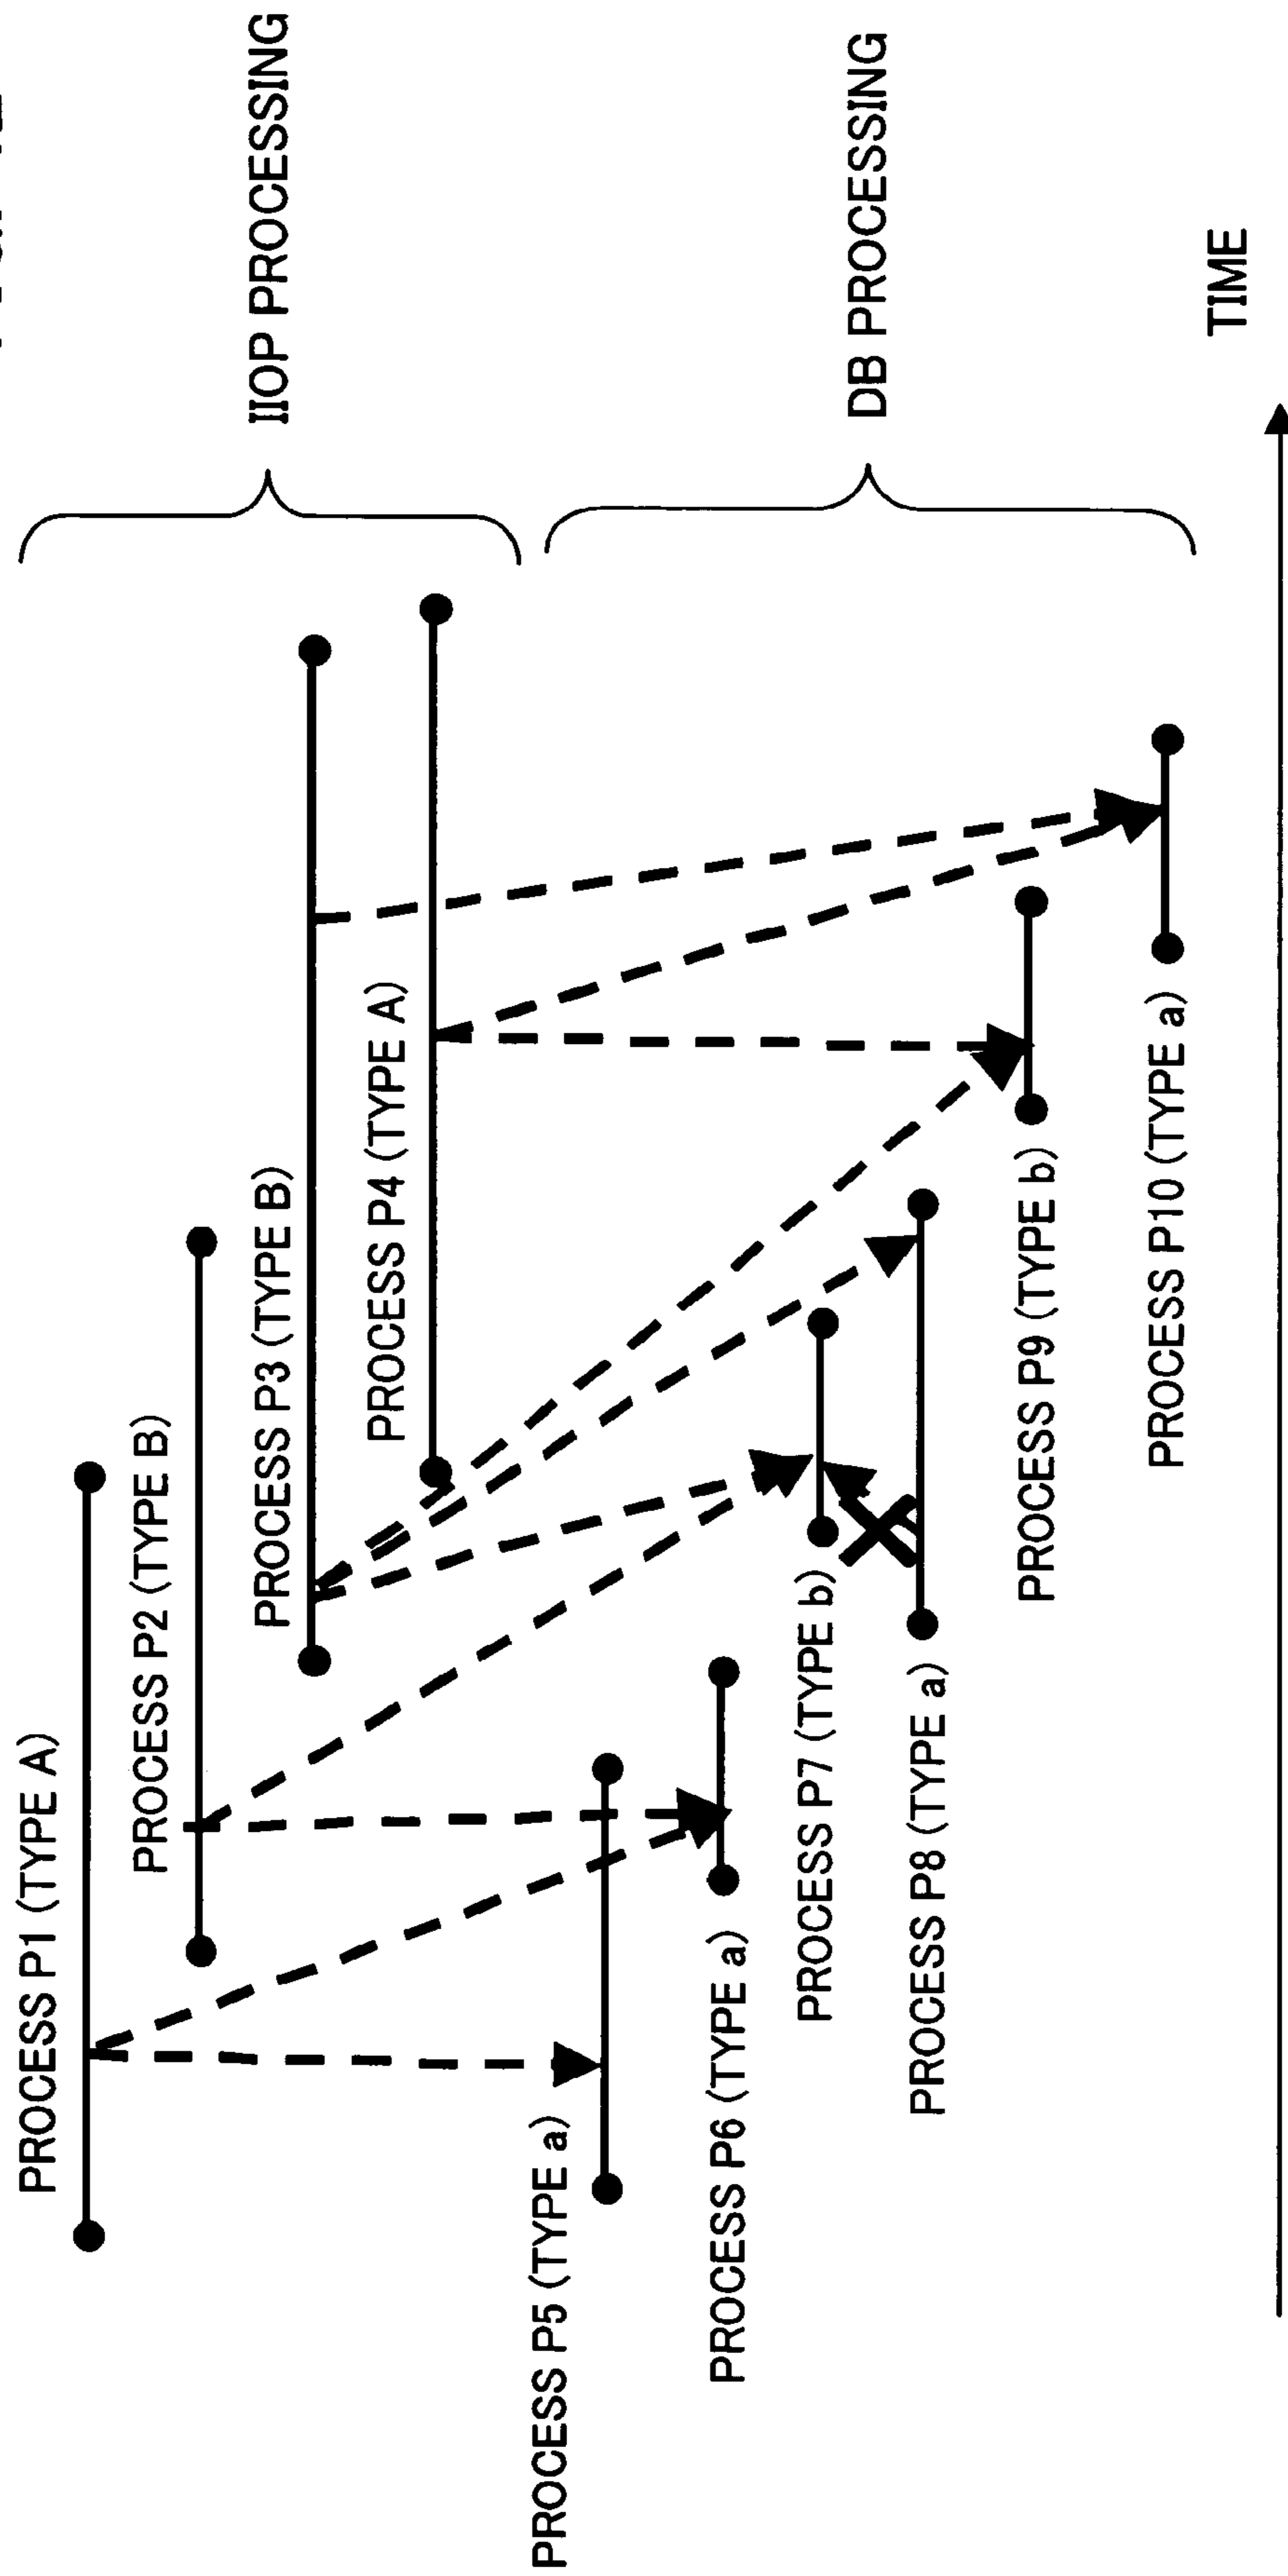 PROCESS P1 (TYPE A)
PROCESS P2 (TYPE B)
PROCESS P3 (TYPE B)
PROCESS P4 (TYPE A)
IIOP PROCESSING
PROCESS P5 (TYPE a)
PROCESS P6 (TYPE a)
PROCESS P7 (TYPE b)
PROCESS P8 (TYPE a)
PROCESS P9 (TYPE b)
PROCESS P10 (TYPE a)
DB PROCESSING
TIME